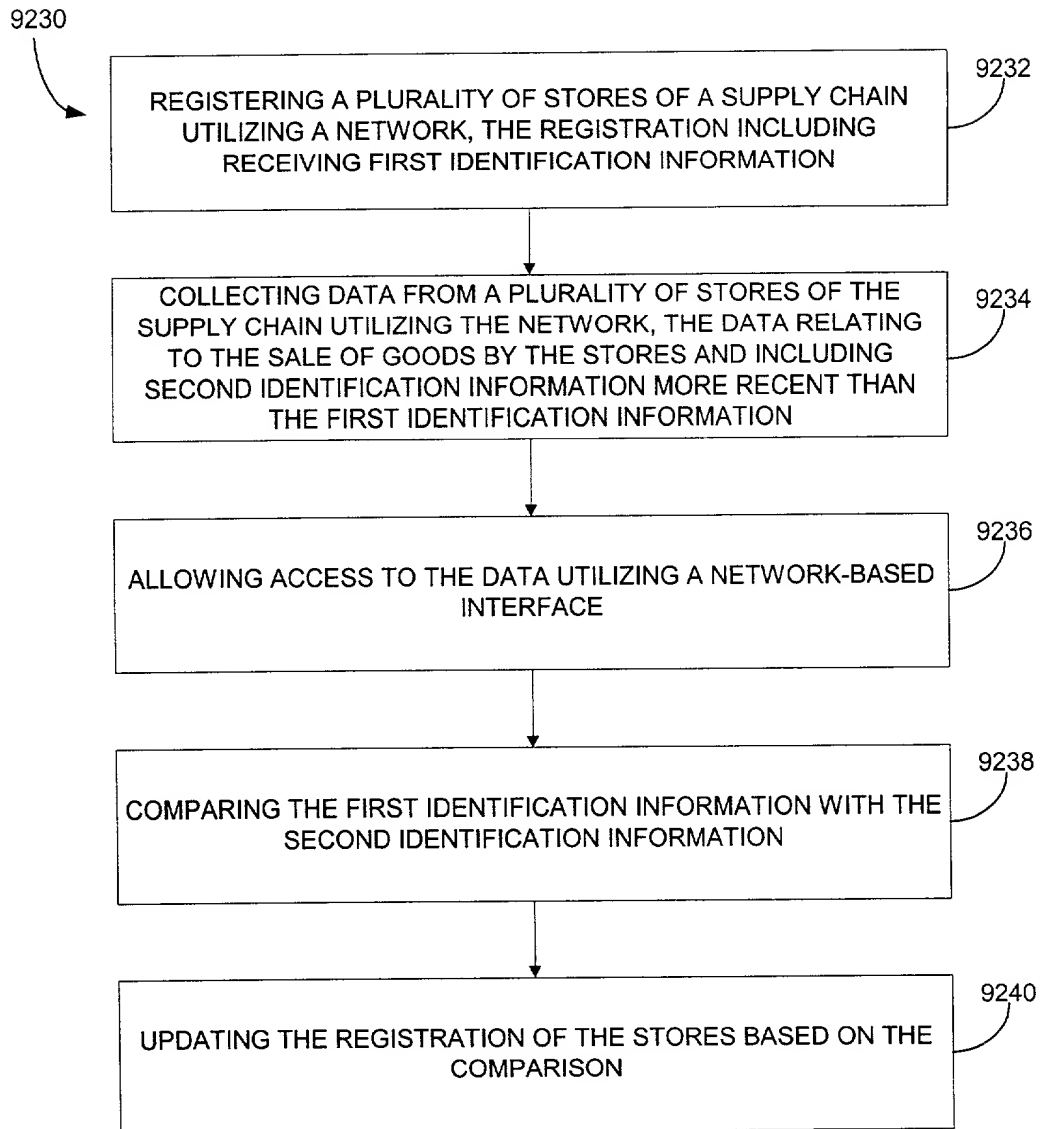 9230
9232
REGISTERING A PLURALITY OF STORES OF A SUPPLY CHAIN
UTILIZING A NETWORK, THE REGISTRATION INCLUDING
RECEIVING FIRST IDENTIFICATION INFORMATION
9234
COLLECTING DATA FROM A PLURALITY OF STORES OF THE
SUPPLY CHAIN UTILIZING THE NETWORK, THE DATA RELATING
TO THE SALE OF GOODS BY THE STORES AND INCLUDING
SECOND IDENTIFICATION INFORMATION MORE RECENT THAN
THE FIRST IDENTIFICATION INFORMATION
9236
ALLOWING ACCESS TO THE DATA UTILIZING A NETWORK-BASED
INTERFACE
9238
COMPARING THE FIRST IDENTIFICATION INFORMATION WITH THE
SECOND IDENTIFICATION INFORMATION
9240
UPDATING THE REGISTRATION OF THE STORES BASED ON THE
COMPARISON